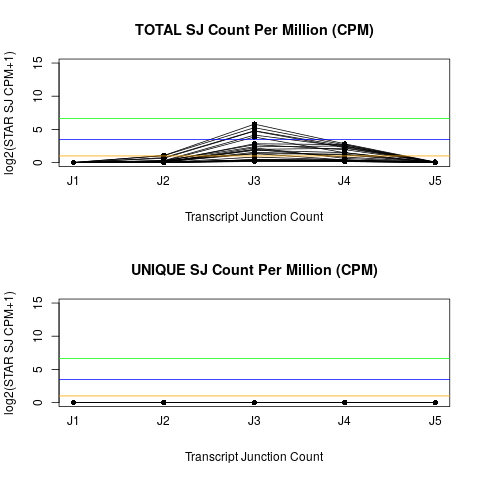 TOTAL SJ Count Per Million (CPM)
log2(STAR SJ CPM+1)
15
10
5
0
J1 J2 J3 J4 J5
Transcript Junction Count
UNIQUE SJ Count Per Million (CPM)
log2(STAR SJ CPM+1)
15
10
5
0
J1 J2 J3 J4 J5
Transcript Junction Count